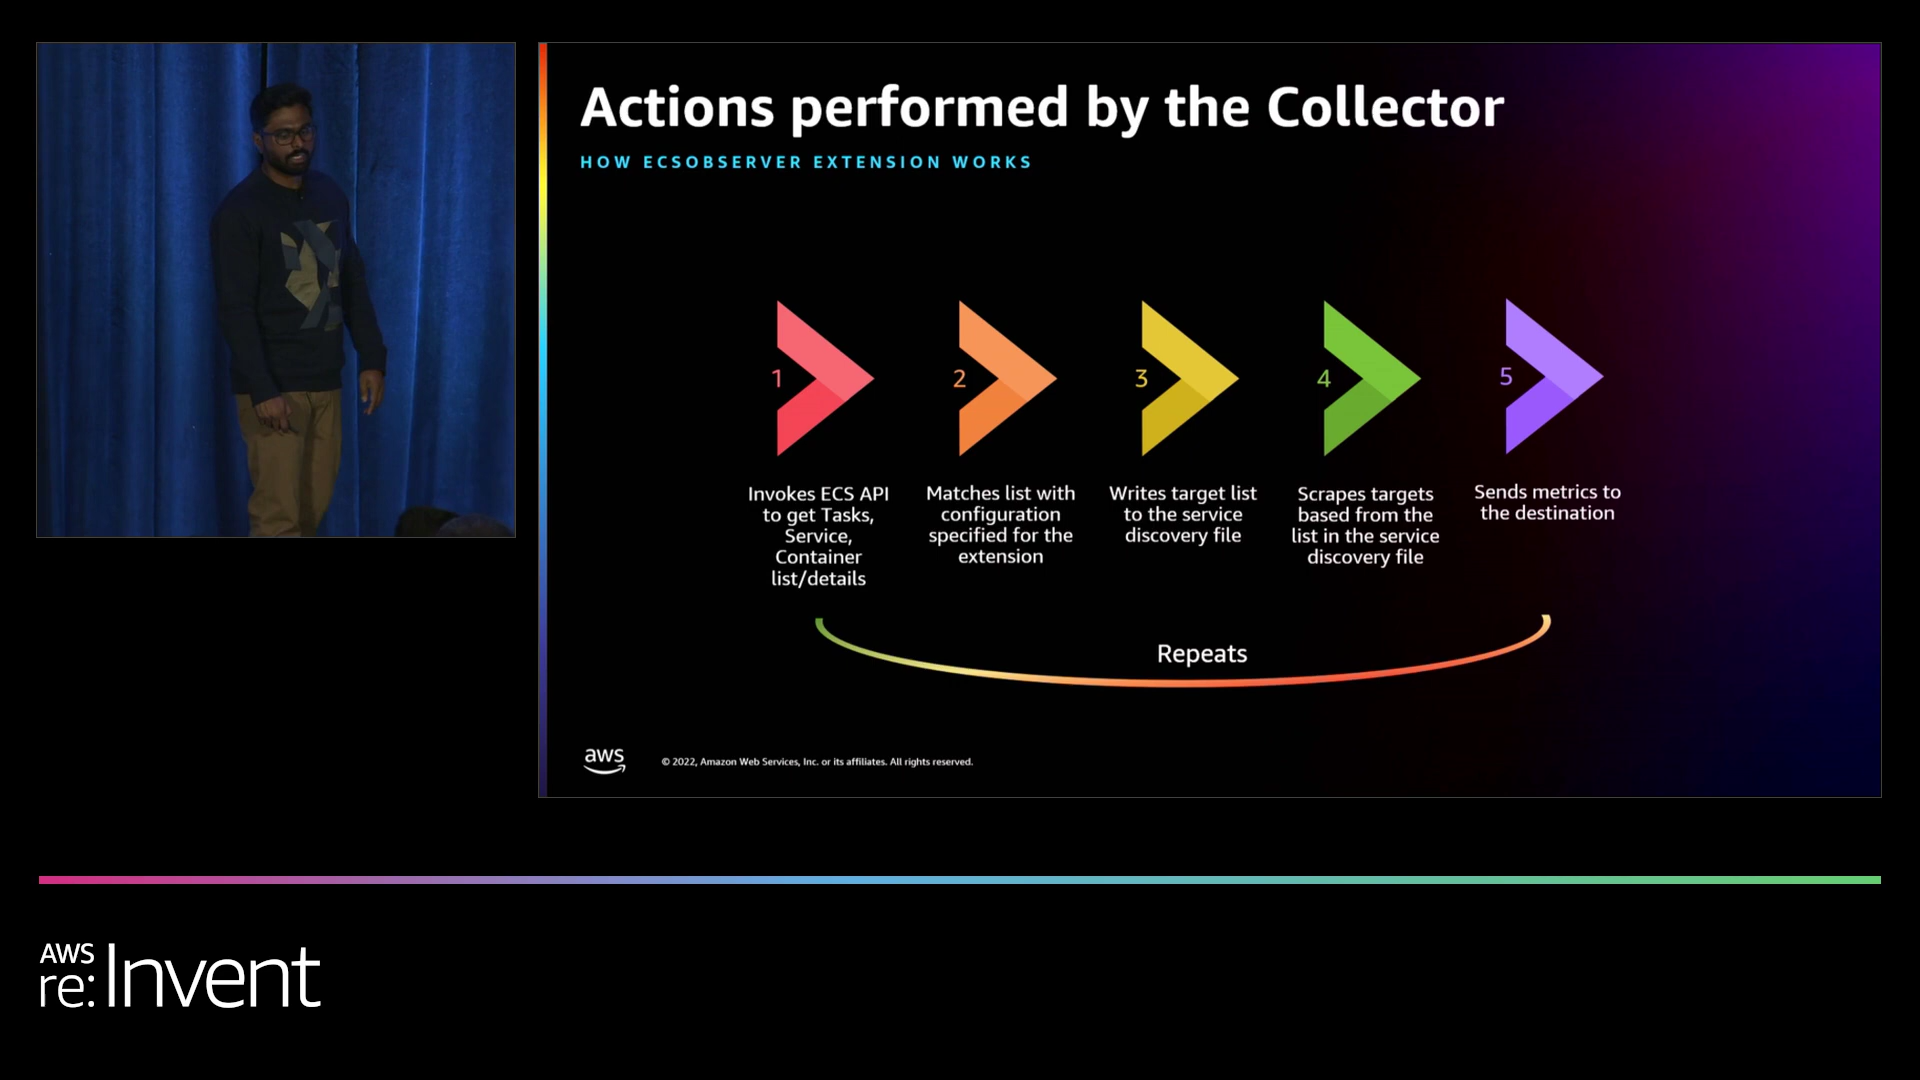 Actions performed by the Collector
HOW ECSOBSERVER EXTENSION WORKS
1
2
3
4
5
Invokes ECS API
to get Tasks,
Service,
Container
list/details
Matches list with
configuration
specified for the
extension
Writes target list
to the service
discovery file
Scrapes targets
based from the
list in the service
discovery file
Sends metrics to
the destination
Repeats
aws
© 2022, Amazon Web Services, Inc. or its affiliates. All rights reserved.
AWS
re:Invent